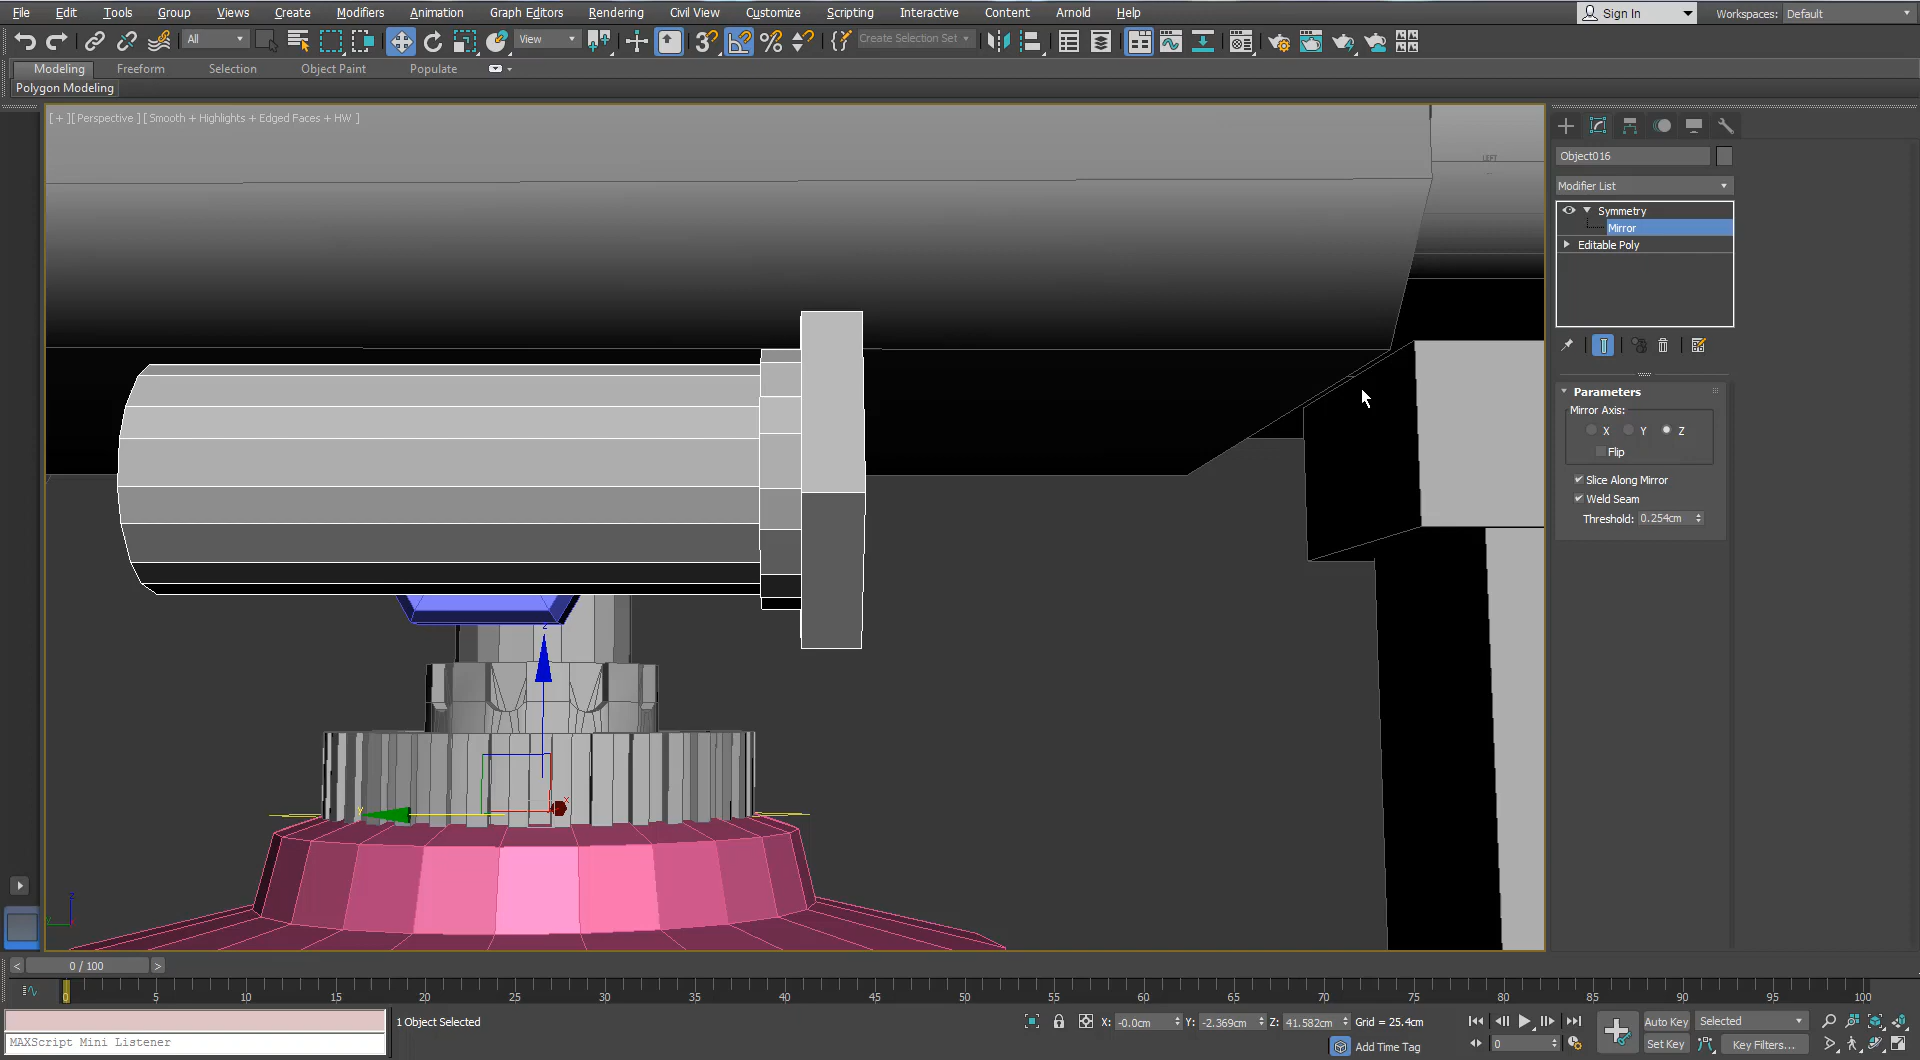 File Edit Tools Group Views Create Modifiers Animation Graph Editors Rendering Civil View Customize Scripting Interactive Content Arnold Help Sign In Workspaces: Default
All View Create Selection Set
Modeling Freeform Selection Object Paint Populate
Polygon Modeling
[ + ][ Perspective ] [ Smooth + Highlights + Edged Faces + HW ]
LEFT
Object016
Modifier List
Symmetry
Mirror
Editable Poly
Parameters
Mirror Axis:
X Y Z
Flip
Slice Along Mirror
Weld Seam
Threshold: 0.254cm
z
Y x
z
< 0 / 100 >
0 5 10 15 20 25 30 35 40 45 50 55 60 65 70 75 80 85 90 95 100
1 Object Selected X: -0.0cm Y: -2.369cm Z: 41.582cm Grid = 25.4cm Auto Key Selected
MAXScript Mini Listener Add Time Tag 0 Set Key Key Filters...